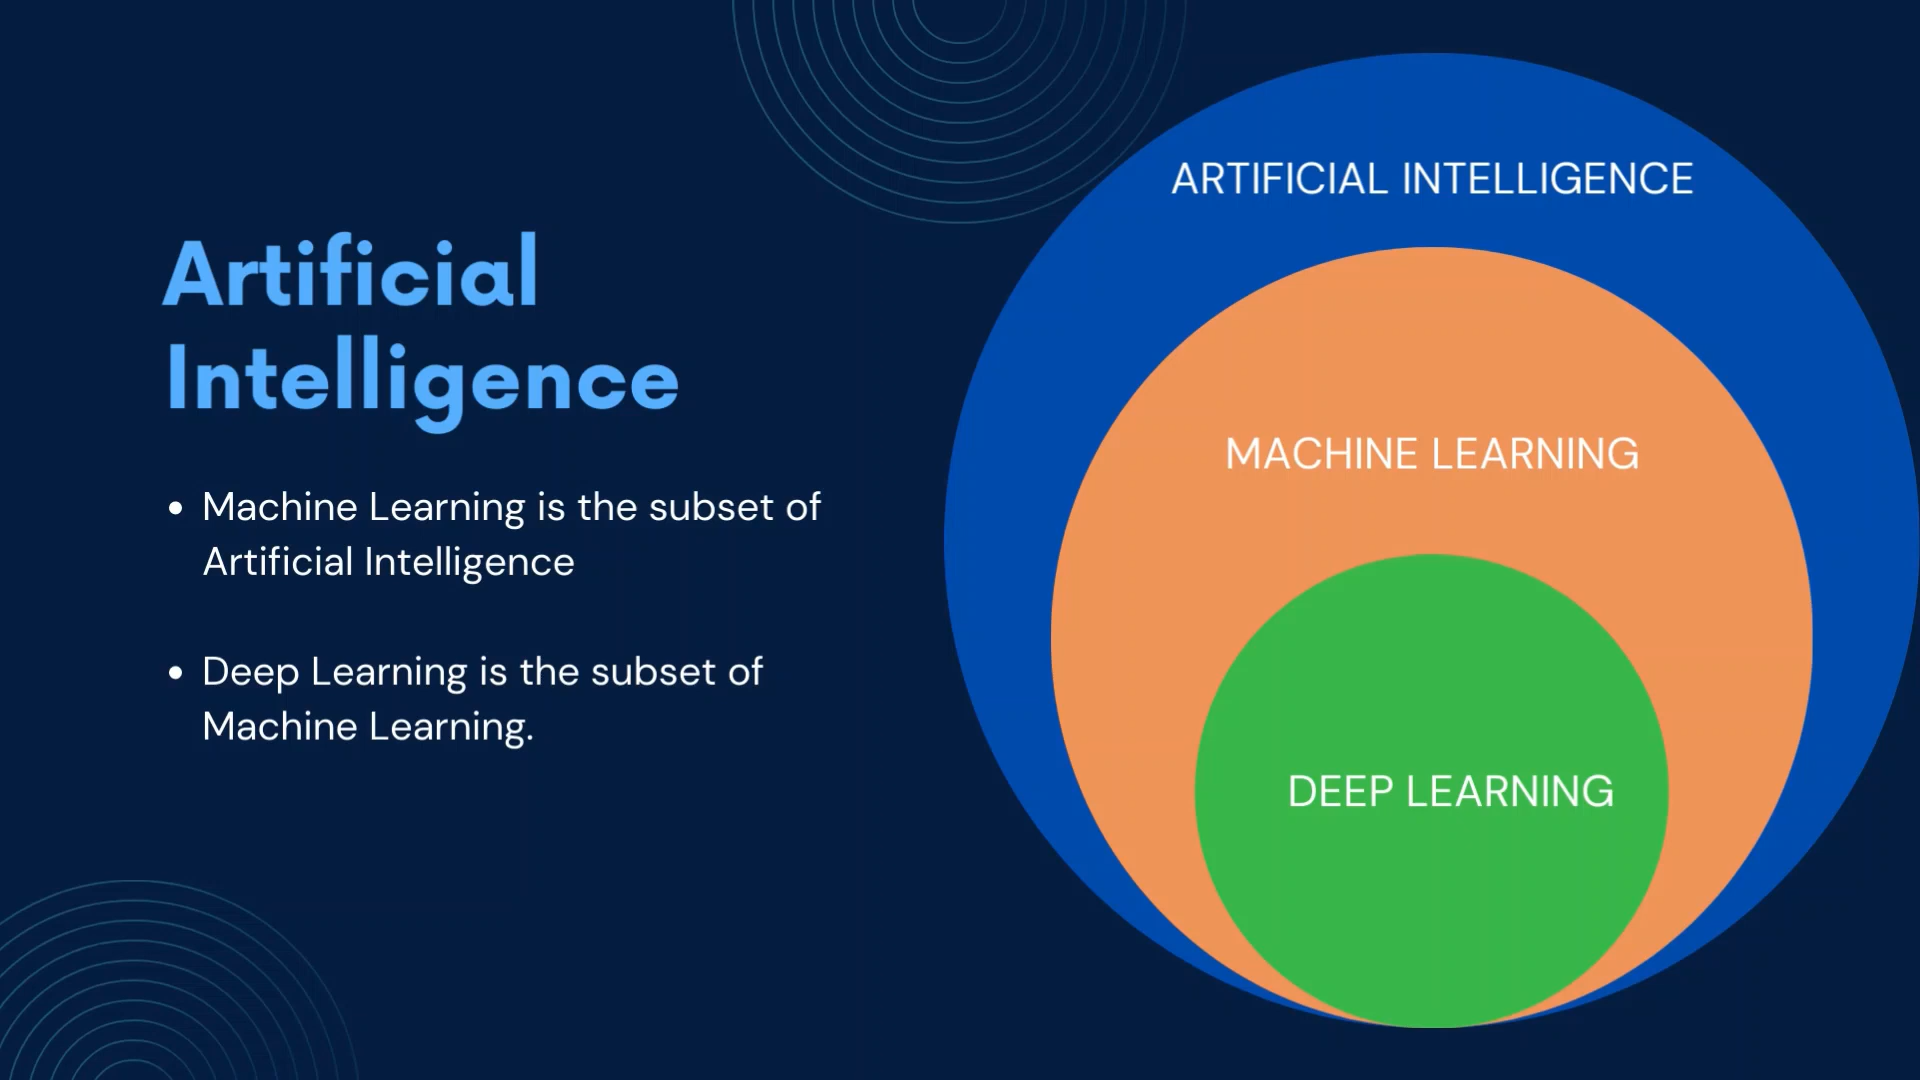 Artificial
Intelligence
• Machine Learning is the subset of
Artificial Intelligence
• Deep Learning is the subset of
Machine Learning.
ARTIFICIAL INTELLIGENCE
MACHINE LEARNING
DEEP LEARNING